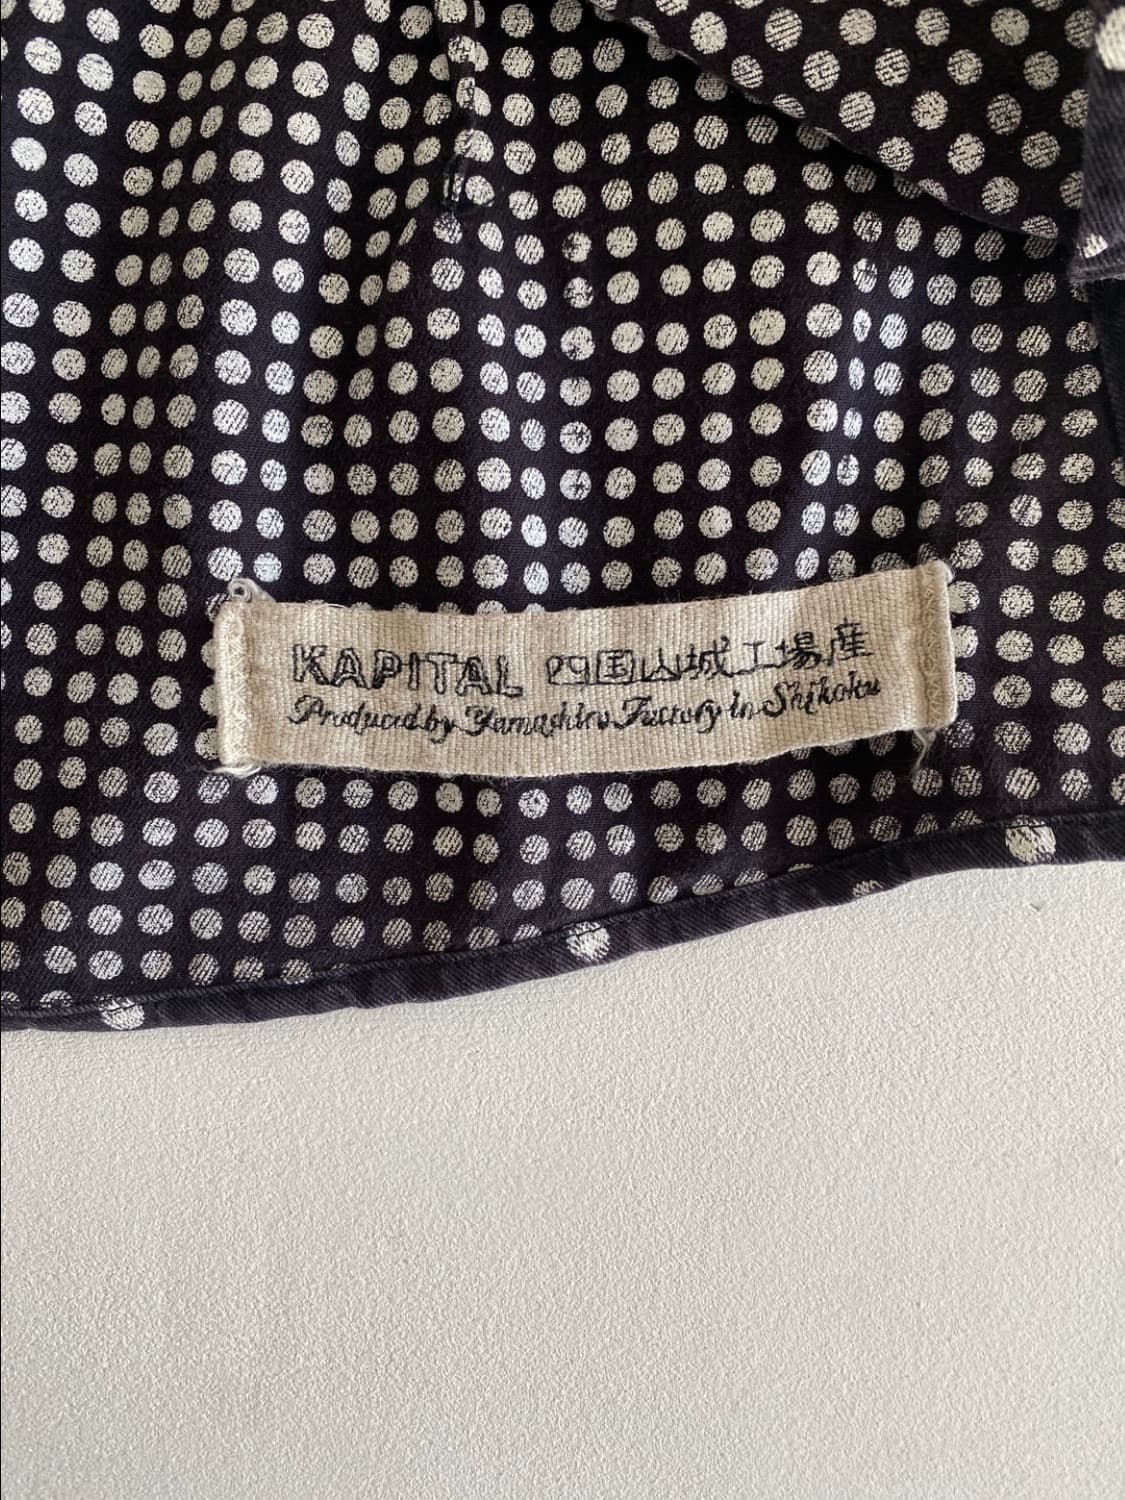 KAPITAL 四国山城工場産
Produced by Yamashiro Factory in Shikoku